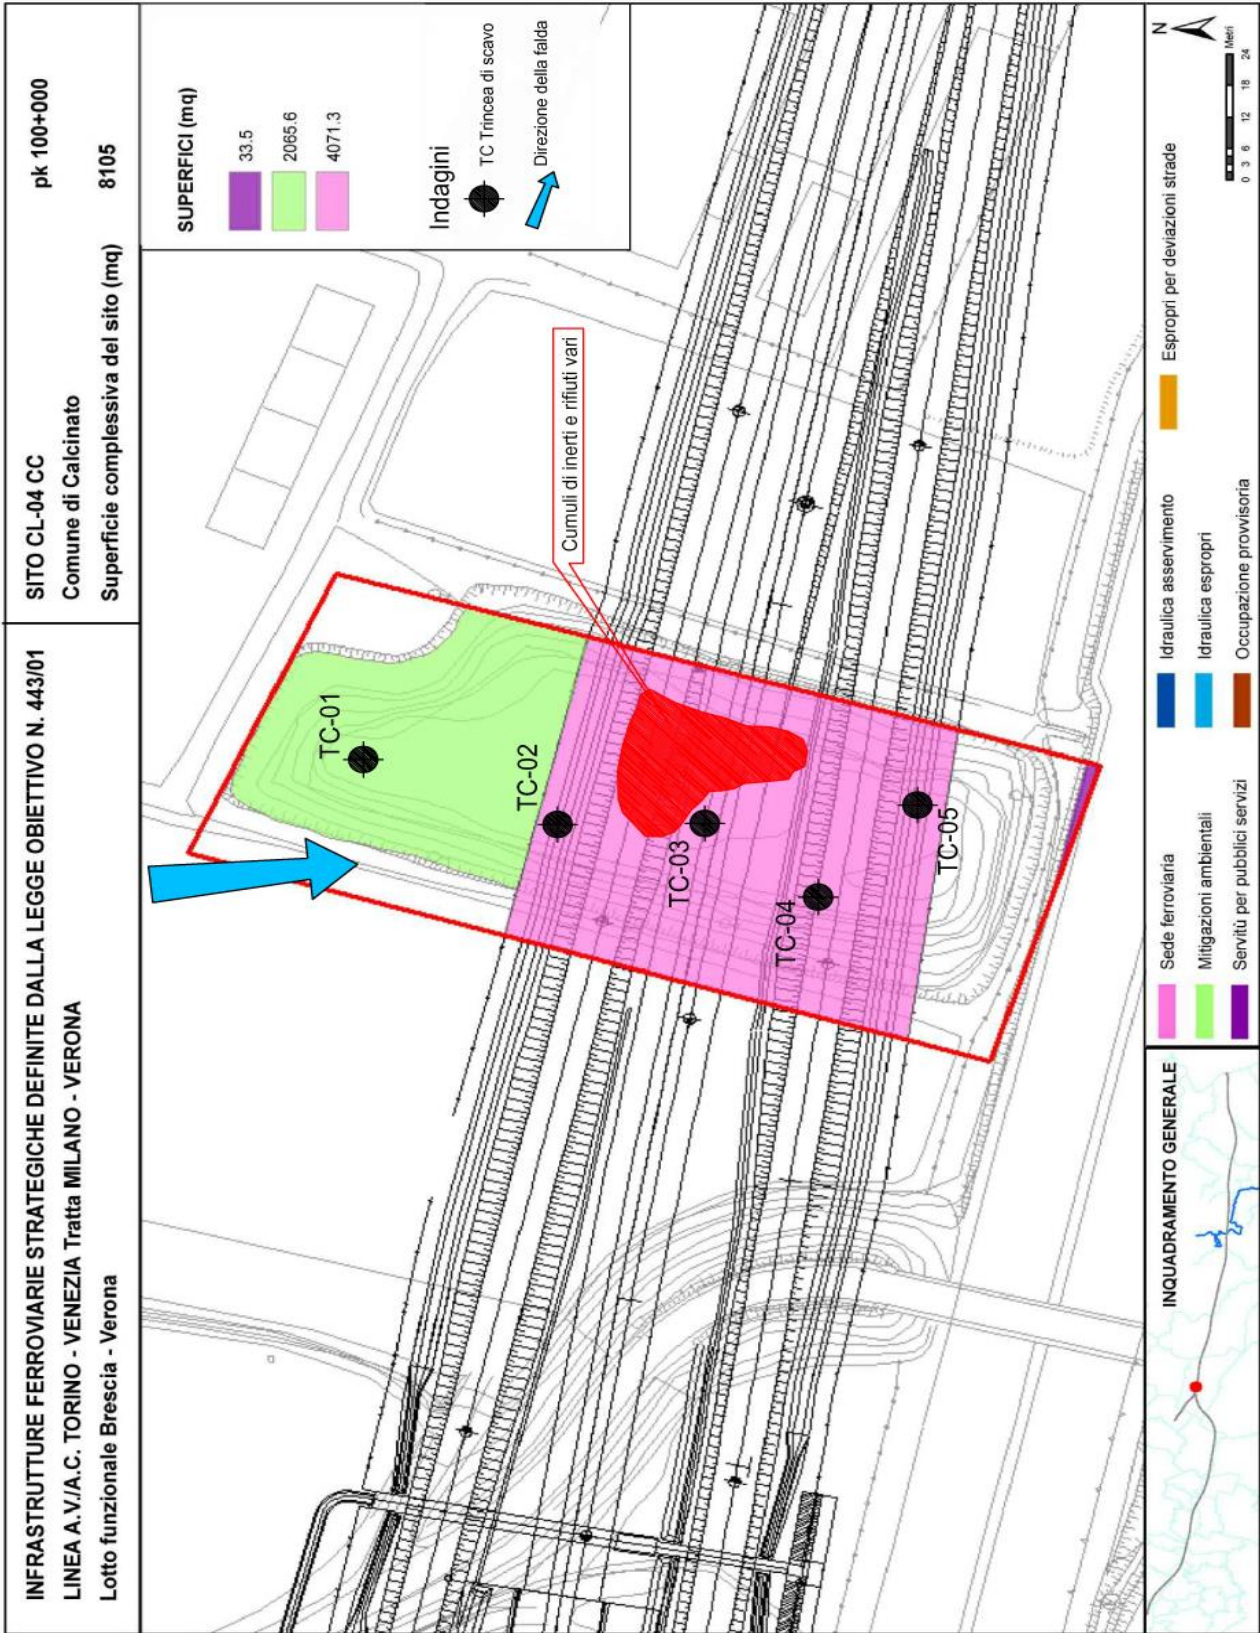 INFRASTRUTTURE FERROVIARIE STRATEGICHE DEFINITE DALLA LEGGE OBIETTIVO N. 443/01
LINEA A.V./A.C. TORINO - VENEZIA Tratta MILANO - VERONA
Lotto funzionale Brescia - Verona
SITO CL-04 CC
pk 100+000
Comune di Calcinato
Superficie complessiva del sito (mq)
8105
SUPERFICI (mq)
33.5
2065.6
4071.3
Indagini
TC Trincea di scavo
Direzione della falda
Cumuli di inerti e rifiuti vari
TC-01
TC-02
TC-03
TC-04
TC-05
INQUADRAMENTO GENERALE
Sede ferroviaria
Mitigazioni ambientali
Servitù per pubblici servizi
Idraulica asservimento
Idraulica espropri
Occupazione provvisoria
Espropri per deviazioni strade
N
Metri
0 3 6 12 18 24